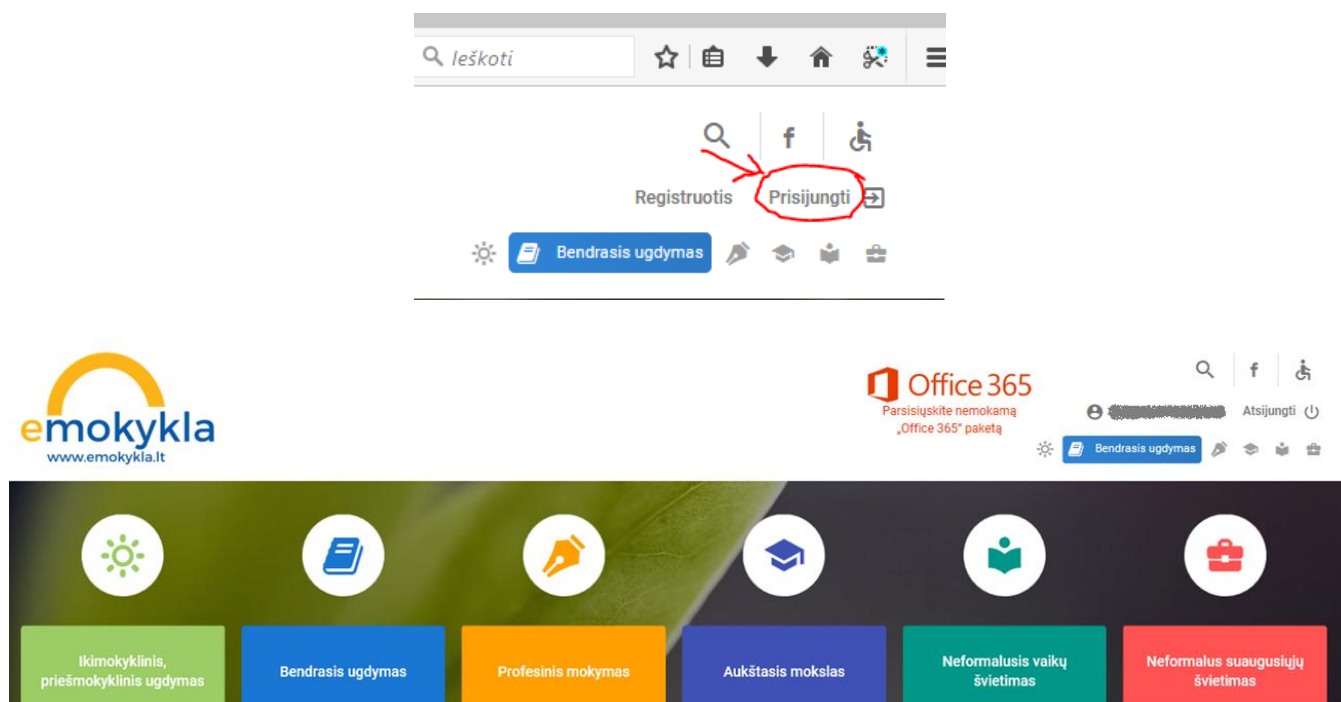 Ieškoti
f
Registruotis Prisijungti
Bendrasis ugdymas
emokykla
www.emokykla.lt
Office 365
Parsisiųskite nemokamą
„Office 365“ paketą
f
Atsijungti
Bendrasis ugdymas
Ikimokyklinis,
priešmokyklinis ugdymas
Bendrasis ugdymas
Profesinis mokymas
Aukštasis mokslas
Neformalusis vaikų
švietimas
Neformalus suaugusiųjų
švietimas